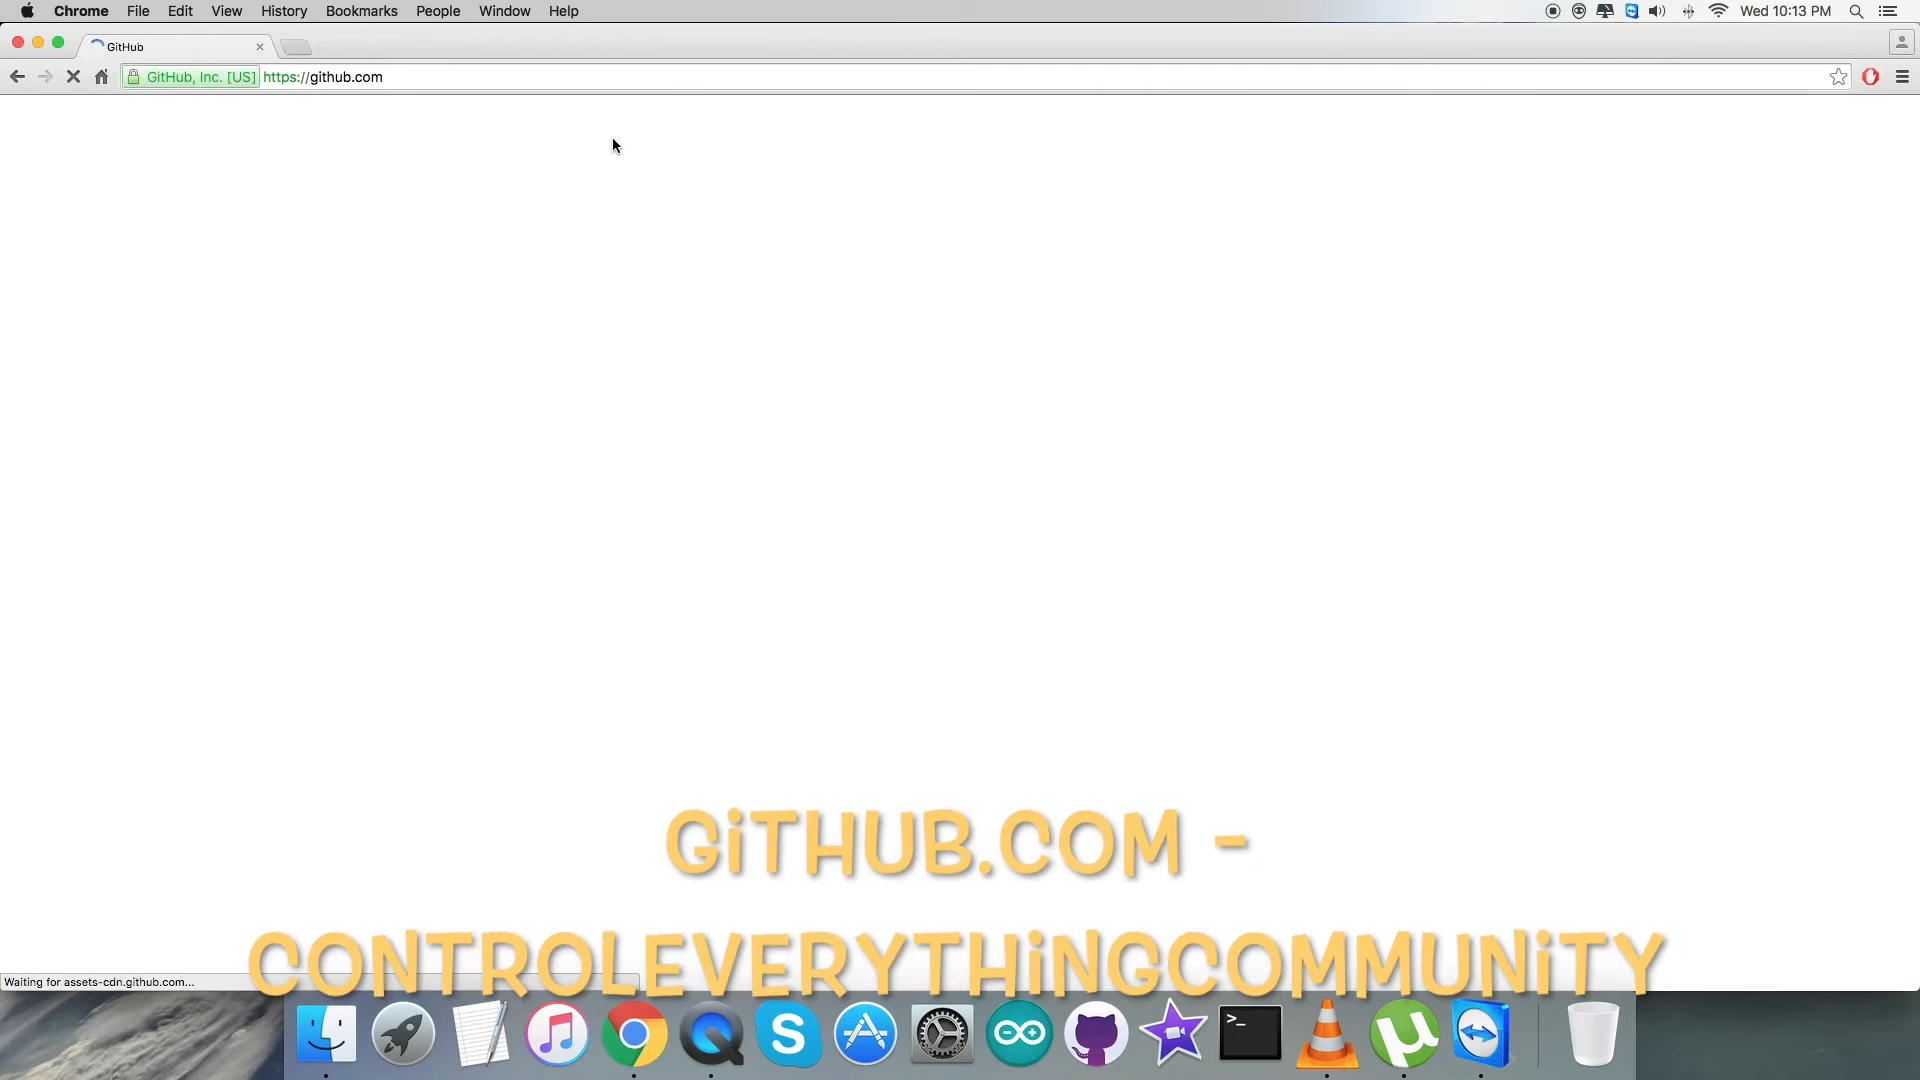 Chrome File Edit View History Bookmarks People Window Help Wed 10:13 PM
GitHub
GitHub, Inc. [US] https://github.com
GiTHUB.COM -
CONTROLEVERYTHiNGCOMMUNiTY
Waiting for assets-cdn.github.com...
>_